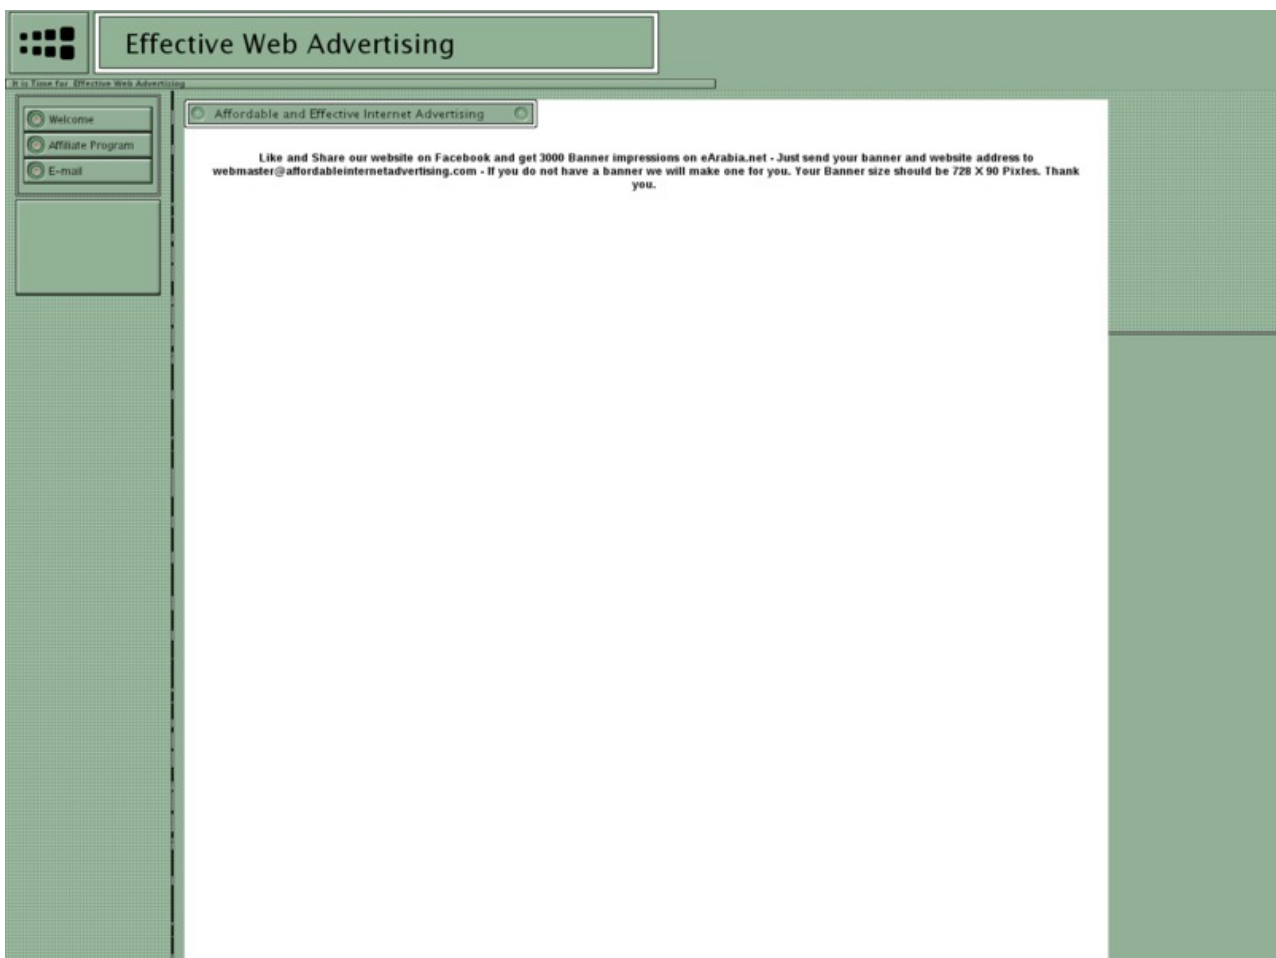 Effective Web Advertising
It is Time for Effective Web Advertising
Welcome
Affiliate Program
E-mail
Affordable and Effective Internet Advertising
Like and Share our website on Facebook and get 3000 Banner impressions on eArabia.net - Just send your banner and website address to
webmaster@affordableinternetadvertising.com - If you do not have a banner we will make one for you. Your Banner size should be 728 X 90 Pixles. Thank
you.